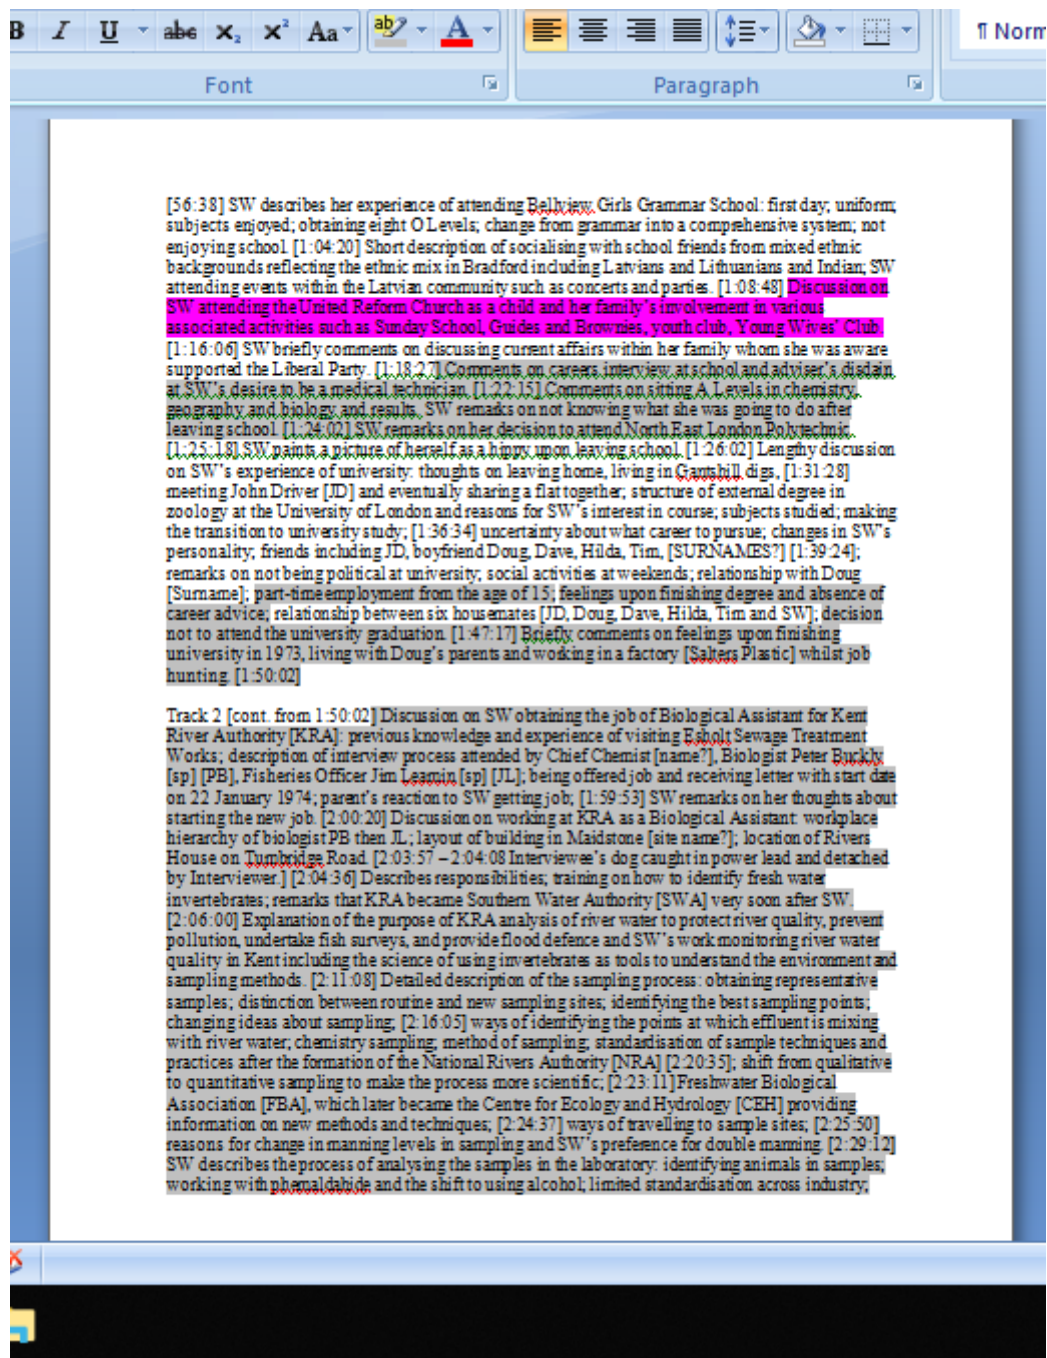 B I U abc x₂ x² Aa ab A ¶ Norm
Font Paragraph
[56:38] SW describes her experience of attending Bellview Girls Grammar School: first day; uniform;
subjects enjoyed; obtaining eight O Levels; change from grammar into a comprehensive system; not
enjoying school. [1:04:20] Short description of socialising with school friends from mixed ethnic
backgrounds reflecting the ethnic mix in Bradford including Latvians and Lithuanians and Indian; SW
attending events within the Latvian community such as concerts and parties. [1:08:48] Discussion on
SW attending the United Reform Church as a child and her family's involvement in various
associated activities such as Sunday School, Guides and Brownies, youth club, Young Wives' Club.
[1:16:06] SW briefly comments on discussing current affairs within her family whom she was aware
supported the Liberal Party. [1:18:27] Comments on careers interview at school and adviser's disdain
at SW's desire to be a medical technician. [1:22:15] Comments on sitting A Levels in chemistry,
geography and biology and results. SW remarks on not knowing what she was going to do after
leaving school. [1:24:02] SW remarks on her decision to attend North East London Polytechnic.
[1:25:18] SW paints a picture of herself as a hippy upon leaving school. [1:26:02] Lengthy discussion
on SW's experience of university: thoughts on leaving home, living in Gantshill digs, [1:31:28]
meeting John Driver [JD] and eventually sharing a flat together; structure of external degree in
zoology at the University of London and reasons for SW's interest in course; subjects studied; making
the transition to university study; [1:36:34] uncertainty about what career to pursue; changes in SW's
personality; friends including JD, boyfriend Doug, Dave, Hilda, Tim, [SURNAMES?] [1:39:24];
remarks on not being political at university; social activities at weekends; relationship with Doug
[Surname]; part-time employment from the age of 15; feelings upon finishing degree and absence of
career advice; relationship between six housemates [JD, Doug, Dave, Hilda, Tim and SW]; decision
not to attend the university graduation. [1:47:17] Briefly comments on feelings upon finishing
university in 1973, living with Doug's parents and working in a factory [Salters Plastic] whilst job
hunting. [1:50:02]
Track 2 [cont. from 1:50:02] Discussion on SW obtaining the job of Biological Assistant for Kent
River Authority [KRA]: previous knowledge and experience of visiting Esholt Sewage Treatment
Works; description of interview process attended by Chief Chemist [name?], Biologist Peter Buckly
[sp] [PB], Fisheries Officer Jim Leamin [sp] [JL]; being offered job and receiving letter with start date
on 22 January 1974; parent's reaction to SW getting job; [1:59:53] SW remarks on her thoughts about
starting the new job. [2:00:20] Discussion on working at KRA as a Biological Assistant: workplace
hierarchy of biologist PB then JL; layout of building in Maidstone [site name?]; location of Rivers
House on Turnbridge Road. [2:03:57 – 2:04:08 Interviewee's dog caught in power lead and detached
by Interviewer.] [2:04:36] Describes responsibilities; training on how to identify fresh water
invertebrates; remarks that KRA became Southern Water Authority [SWA] very soon after SW.
[2:06:00] Explanation of the purpose of KRA analysis of river water to protect river quality, prevent
pollution, undertake fish surveys, and provide flood defence and SW's work monitoring river water
quality in Kent including the science of using invertebrates as tools to understand the environment and
sampling methods. [2:11:08] Detailed description of the sampling process: obtaining representative
samples; distinction between routine and new sampling sites; identifying the best sampling points;
changing ideas about sampling; [2:16:05] ways of identifying the points at which effluent is mixing
with river water; chemistry sampling; method of sampling; standardisation of sample techniques and
practices after the formation of the National Rivers Authority [NRA] [2:20:35]; shift from qualitative
to quantitative sampling to make the process more scientific; [2:23:11] Freshwater Biological
Association [FBA], which later became the Centre for Ecology and Hydrology [CEH] providing
information on new methods and techniques; [2:24:37] ways of travelling to sample sites; [2:25:50]
reasons for change in manning levels in sampling and SW's preference for double manning. [2:29:12]
SW describes the process of analysing the samples in the laboratory: identifying animals in samples;
working with phemaldahide and the shift to using alcohol; limited standardisation across industry;